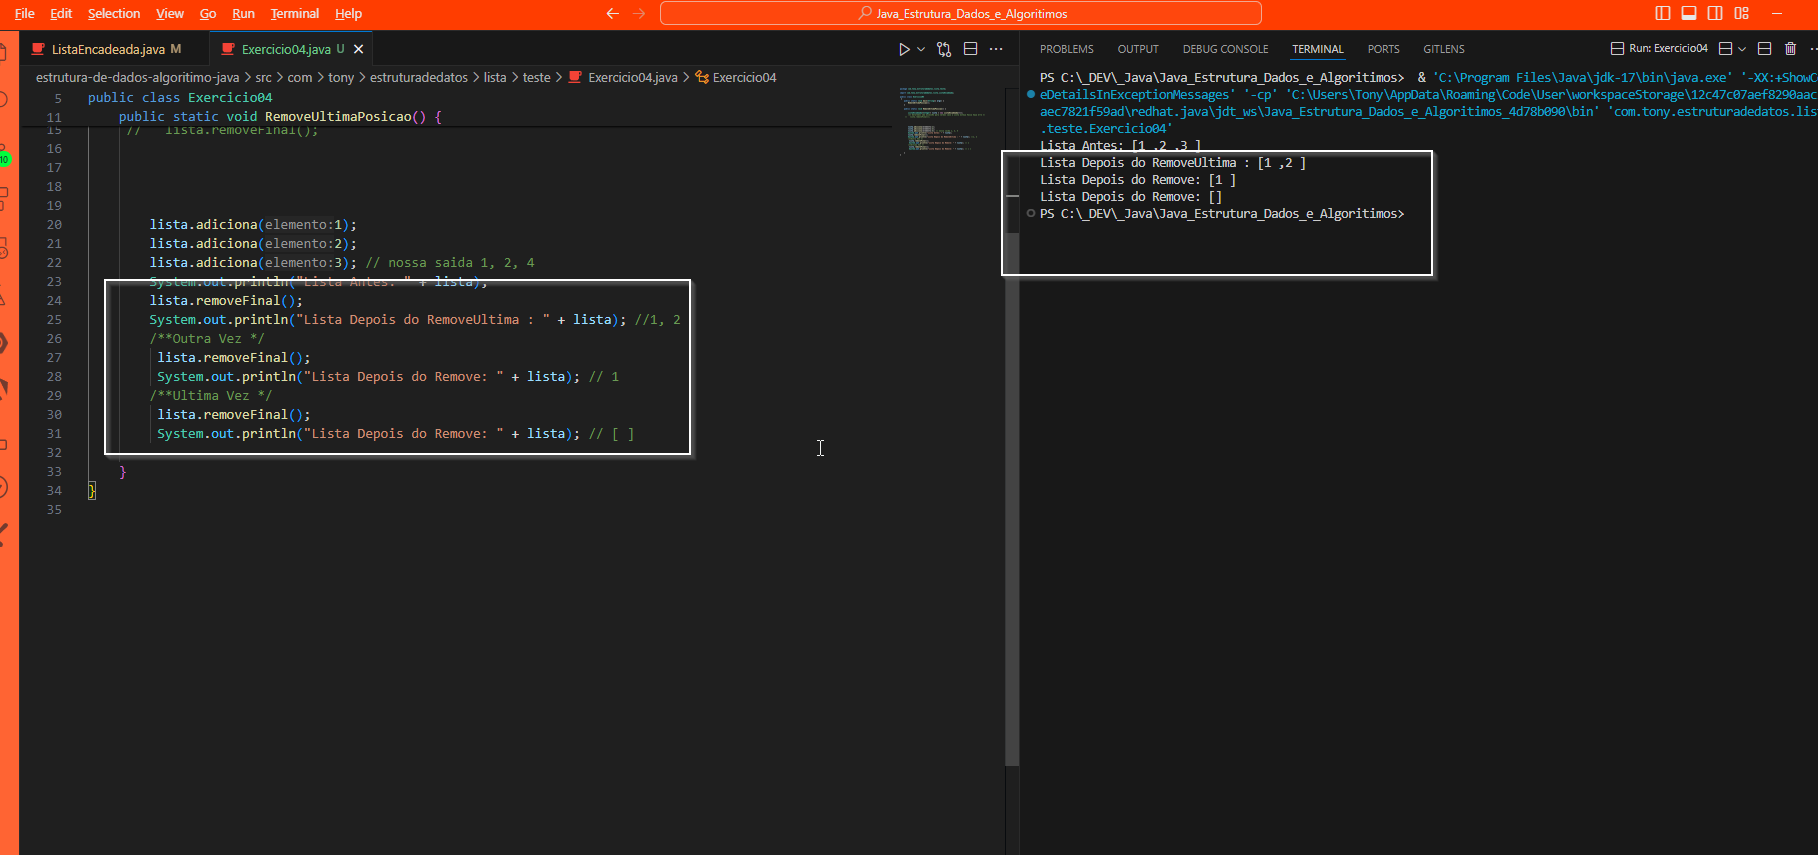 File Edit Selection View Go Run Terminal Help
Java_Estrutura_Dados_e_Algoritimos
ListaEncadeada.java M
Exercicio04.java U
estrutura-de-dados-algoritimo-java > src > com > tony > estruturadedatos > lista > teste > Exercicio04.java > Exercicio04
5 public class Exercicio04
11 public static void RemoveUltimaPosicao() {
15 // lista.removeFinal();
16
17
18
19
20 lista.adiciona(elemento:1);
21 lista.adiciona(elemento:2);
22 lista.adiciona(elemento:3); // nossa saida 1, 2, 4
23 System.out.println("Lista Antes: " + lista);
24 lista.removeFinal();
25 System.out.println("Lista Depois do RemoveUltima : " + lista); //1, 2
26 /**Outra Vez */
27 lista.removeFinal();
28 System.out.println("Lista Depois do Remove: " + lista); // 1
29 /**Ultima Vez */
30 lista.removeFinal();
31 System.out.println("Lista Depois do Remove: " + lista); // [ ]
32
33 }
34 }
35
10
PROBLEMS OUTPUT DEBUG CONSOLE TERMINAL PORTS GITLENS
Run: Exercicio04
PS C:\_DEV\_Java\Java_Estrutura_Dados_e_Algoritimos> & 'C:\Program Files\Java\jdk-17\bin\java.exe' '-XX:+ShowCo
eDetailsInExceptionMessages' '-cp' 'C:\Users\Tony\AppData\Roaming\Code\User\workspaceStorage\12c47c07aef8290aac
aec7821f59ad\redhat.java\jdt_ws\Java_Estrutura_Dados_e_Algoritimos_4d78b090\bin' 'com.tony.estruturadedatos.lis
.teste.Exercicio04'
Lista Antes: [1 ,2 ,3 ]
Lista Depois do RemoveUltima : [1 ,2 ]
Lista Depois do Remove: [1 ]
Lista Depois do Remove: []
PS C:\_DEV\_Java\Java_Estrutura_Dados_e_Algoritimos>